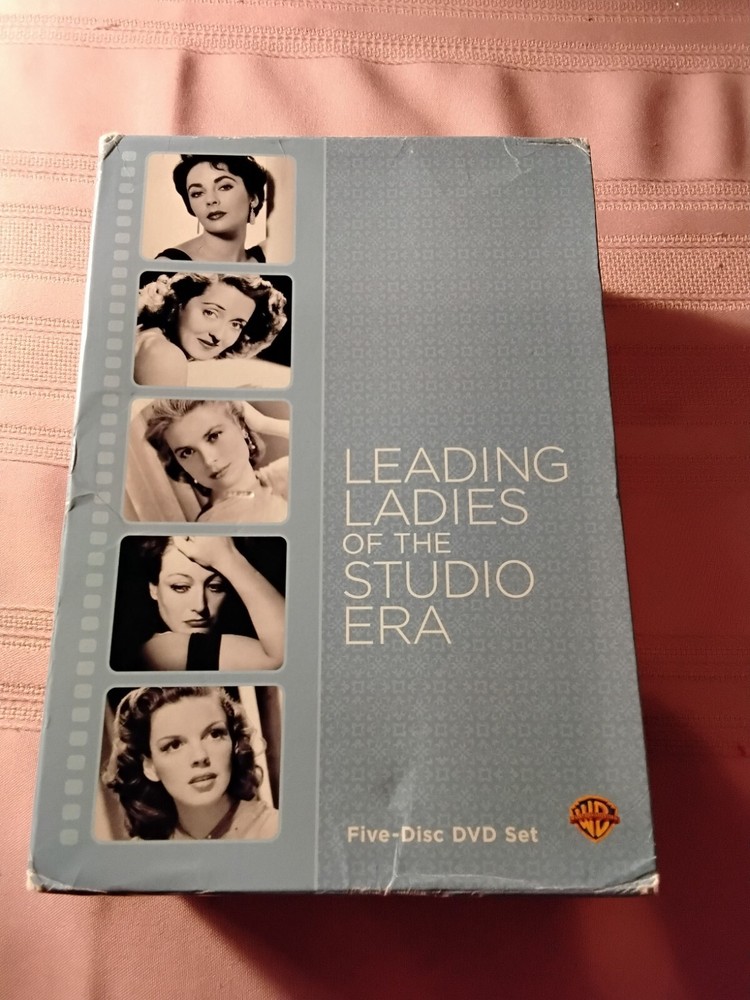 LEADING
LADIES
OF THE
STUDIO
ERA
Five-Disc DVD Set
WB